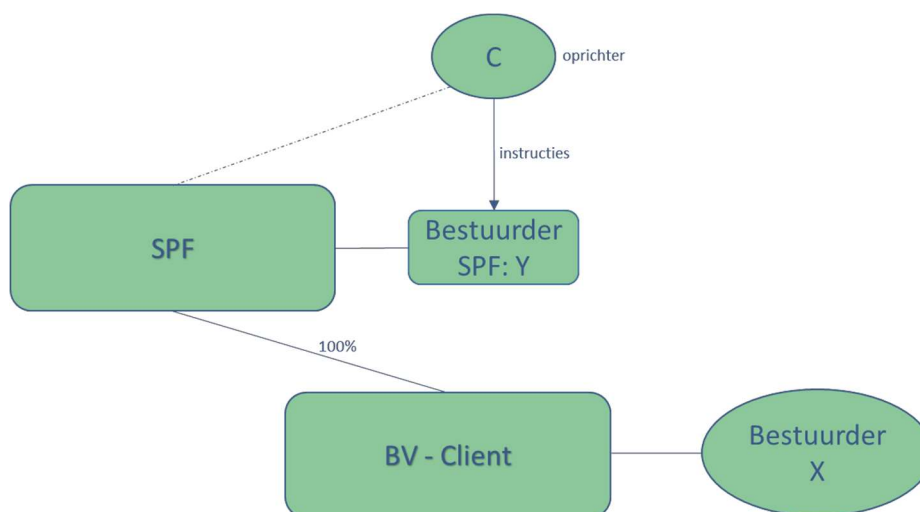 C
oprichter
instructies
SPF
Bestuurder
SPF: Y
100%
BV - Client
Bestuurder
X